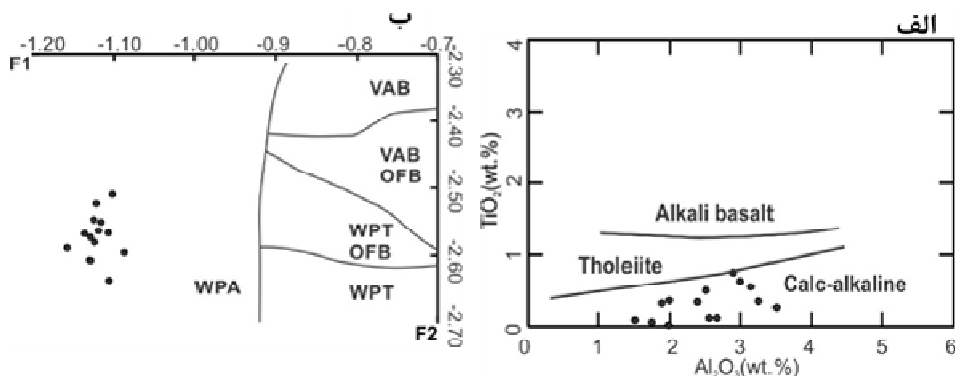 ب
-1.20 -1.10 -1.00 -0.9 -0.8 -0.7
F1
-2.30
-2.40
-2.50
-2.60
-2.70
F2
VAB
VAB
OFB
WPT
OFB
WPT
WPA
الف
4
3
2
1
0
TiO₂(wt.%)
Alkali basalt
Tholeiite
Calc-alkaline
0 1 2 3 4 5 6
Al₂O₃(wt.%)